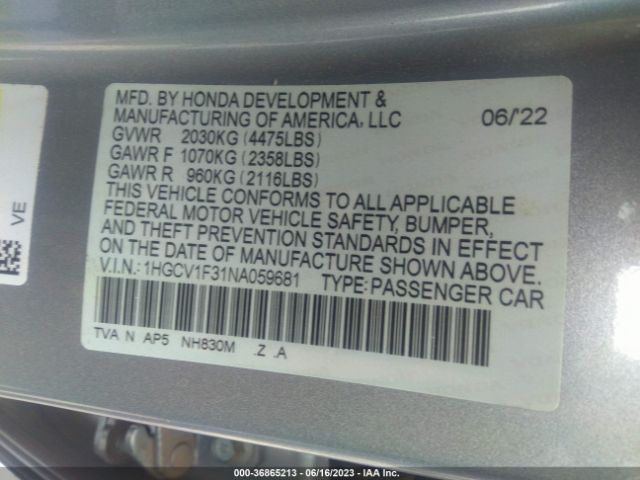 MFD. BY HONDA DEVELOPMENT &
MANUFACTURING OF AMERICA, LLC 06/'22
GVWR 2030KG (4475LBS)
GAWR F 1070KG (2358LBS)
GAWR R 960KG (2116LBS)
THIS VEHICLE CONFORMS TO ALL APPLICABLE
FEDERAL MOTOR VEHICLE SAFETY, BUMPER,
AND THEFT PREVENTION STANDARDS IN EFFECT
ON THE DATE OF MANUFACTURE SHOWN ABOVE.
V.I.N.: 1HGCV1F31NA059681 TYPE: PASSENGER CAR
TVA N AP5 NH830M .Z .A
VE
000-36865213 - 06/16/2023 - IAA Inc.